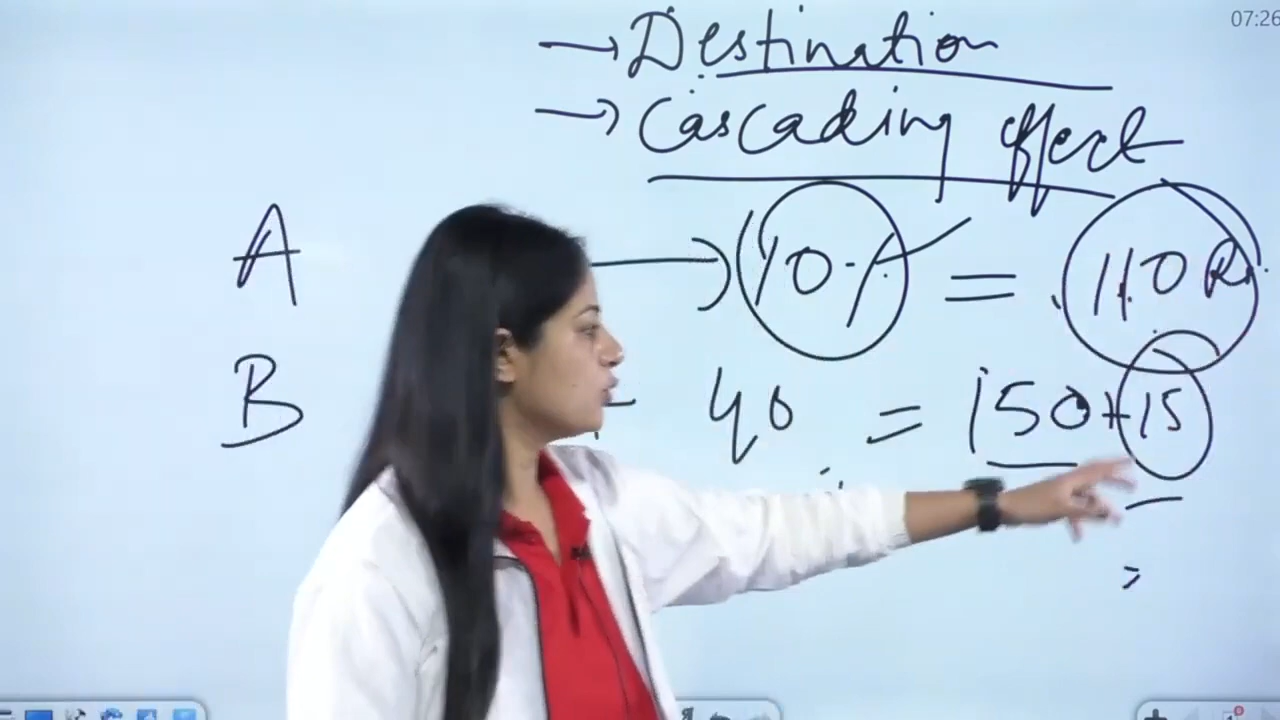 07:26
→ Destination
→ Cascading effect
A → 10% = 110 Rs.
B 40 = 150+15
=